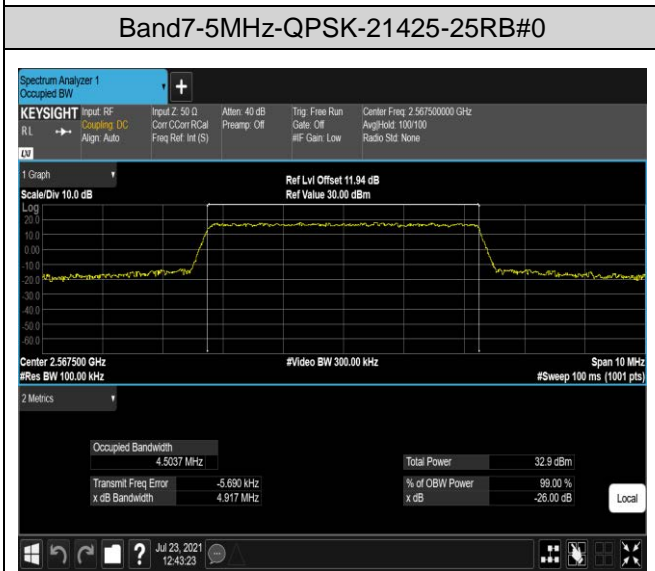 Band7-5MHz-QPSK-21425-25RB#0
Spectrum Analyzer 1
Occupied BW
+
KEYSIGHT
RL
LXI
Input: RF
Coupling: DC
Align: Auto
Input Z: 50 Ω
Corr CCorr RCal
Freq Ref: Int (S)
Atten: 40 dB
Preamp: Off
Trig: Free Run
Gate: Off
#IF Gain: Low
Center Freq: 2.567500000 GHz
Avg|Hold: 100/100
Radio Std: None
1 Graph
Scale/Div 10.0 dB
Ref Lvl Offset 11.94 dB
Ref Value 30.00 dBm
Log
20.0
10.0
0.00
-10.0
-20.0
-30.0
-40.0
-50.0
-60.0
Center 2.567500 GHz
#Res BW 100.00 kHz
#Video BW 300.00 kHz
Span 10 MHz
#Sweep 100 ms (1001 pts)
2 Metrics
Occupied Bandwidth
4.5037 MHz
Transmit Freq Error -5.690 kHz
x dB Bandwidth 4.917 MHz
Total Power 32.9 dBm
% of OBW Power 99.00 %
x dB -26.00 dB
Local
?
Jul 23, 2021
12:43:23